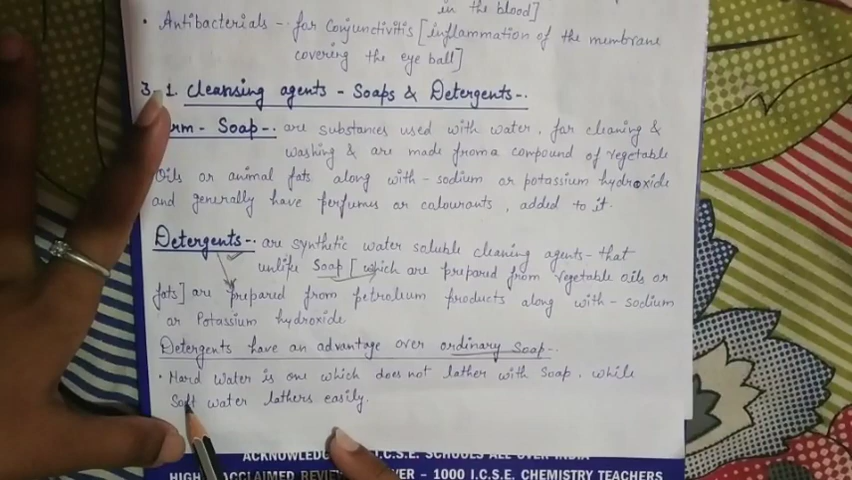 in the blood]
• Antibacterials -. for Conjunctivitis [inflammation of the membrane
covering the eye ball]
3. 1. Cleansing agents - Soaps & Detergents-.
Term - Soap -. are substances used with water, for cleaning &
washing & are made from a compound of vegetable
Oils or animal fats along with - sodium or potassium hydroxide
and generally have perfumes or colourants, added to it.
Detergents -. are synthetic water soluble cleaning agents - that
unlike Soap [which are prepared from vegetable oils or
fats] are prepared from petroleum products along with - sodium
or Potassium hydroxide
Detergents have an advantage over ordinary Soap -.
• Hard Water is one which does not lather with Soap. while
Soft water lathers easily.
I.C.S.E. SCHOOLS ALL OVER INDIA
1000 I.C.S.E. CHEMISTRY TEACHERS